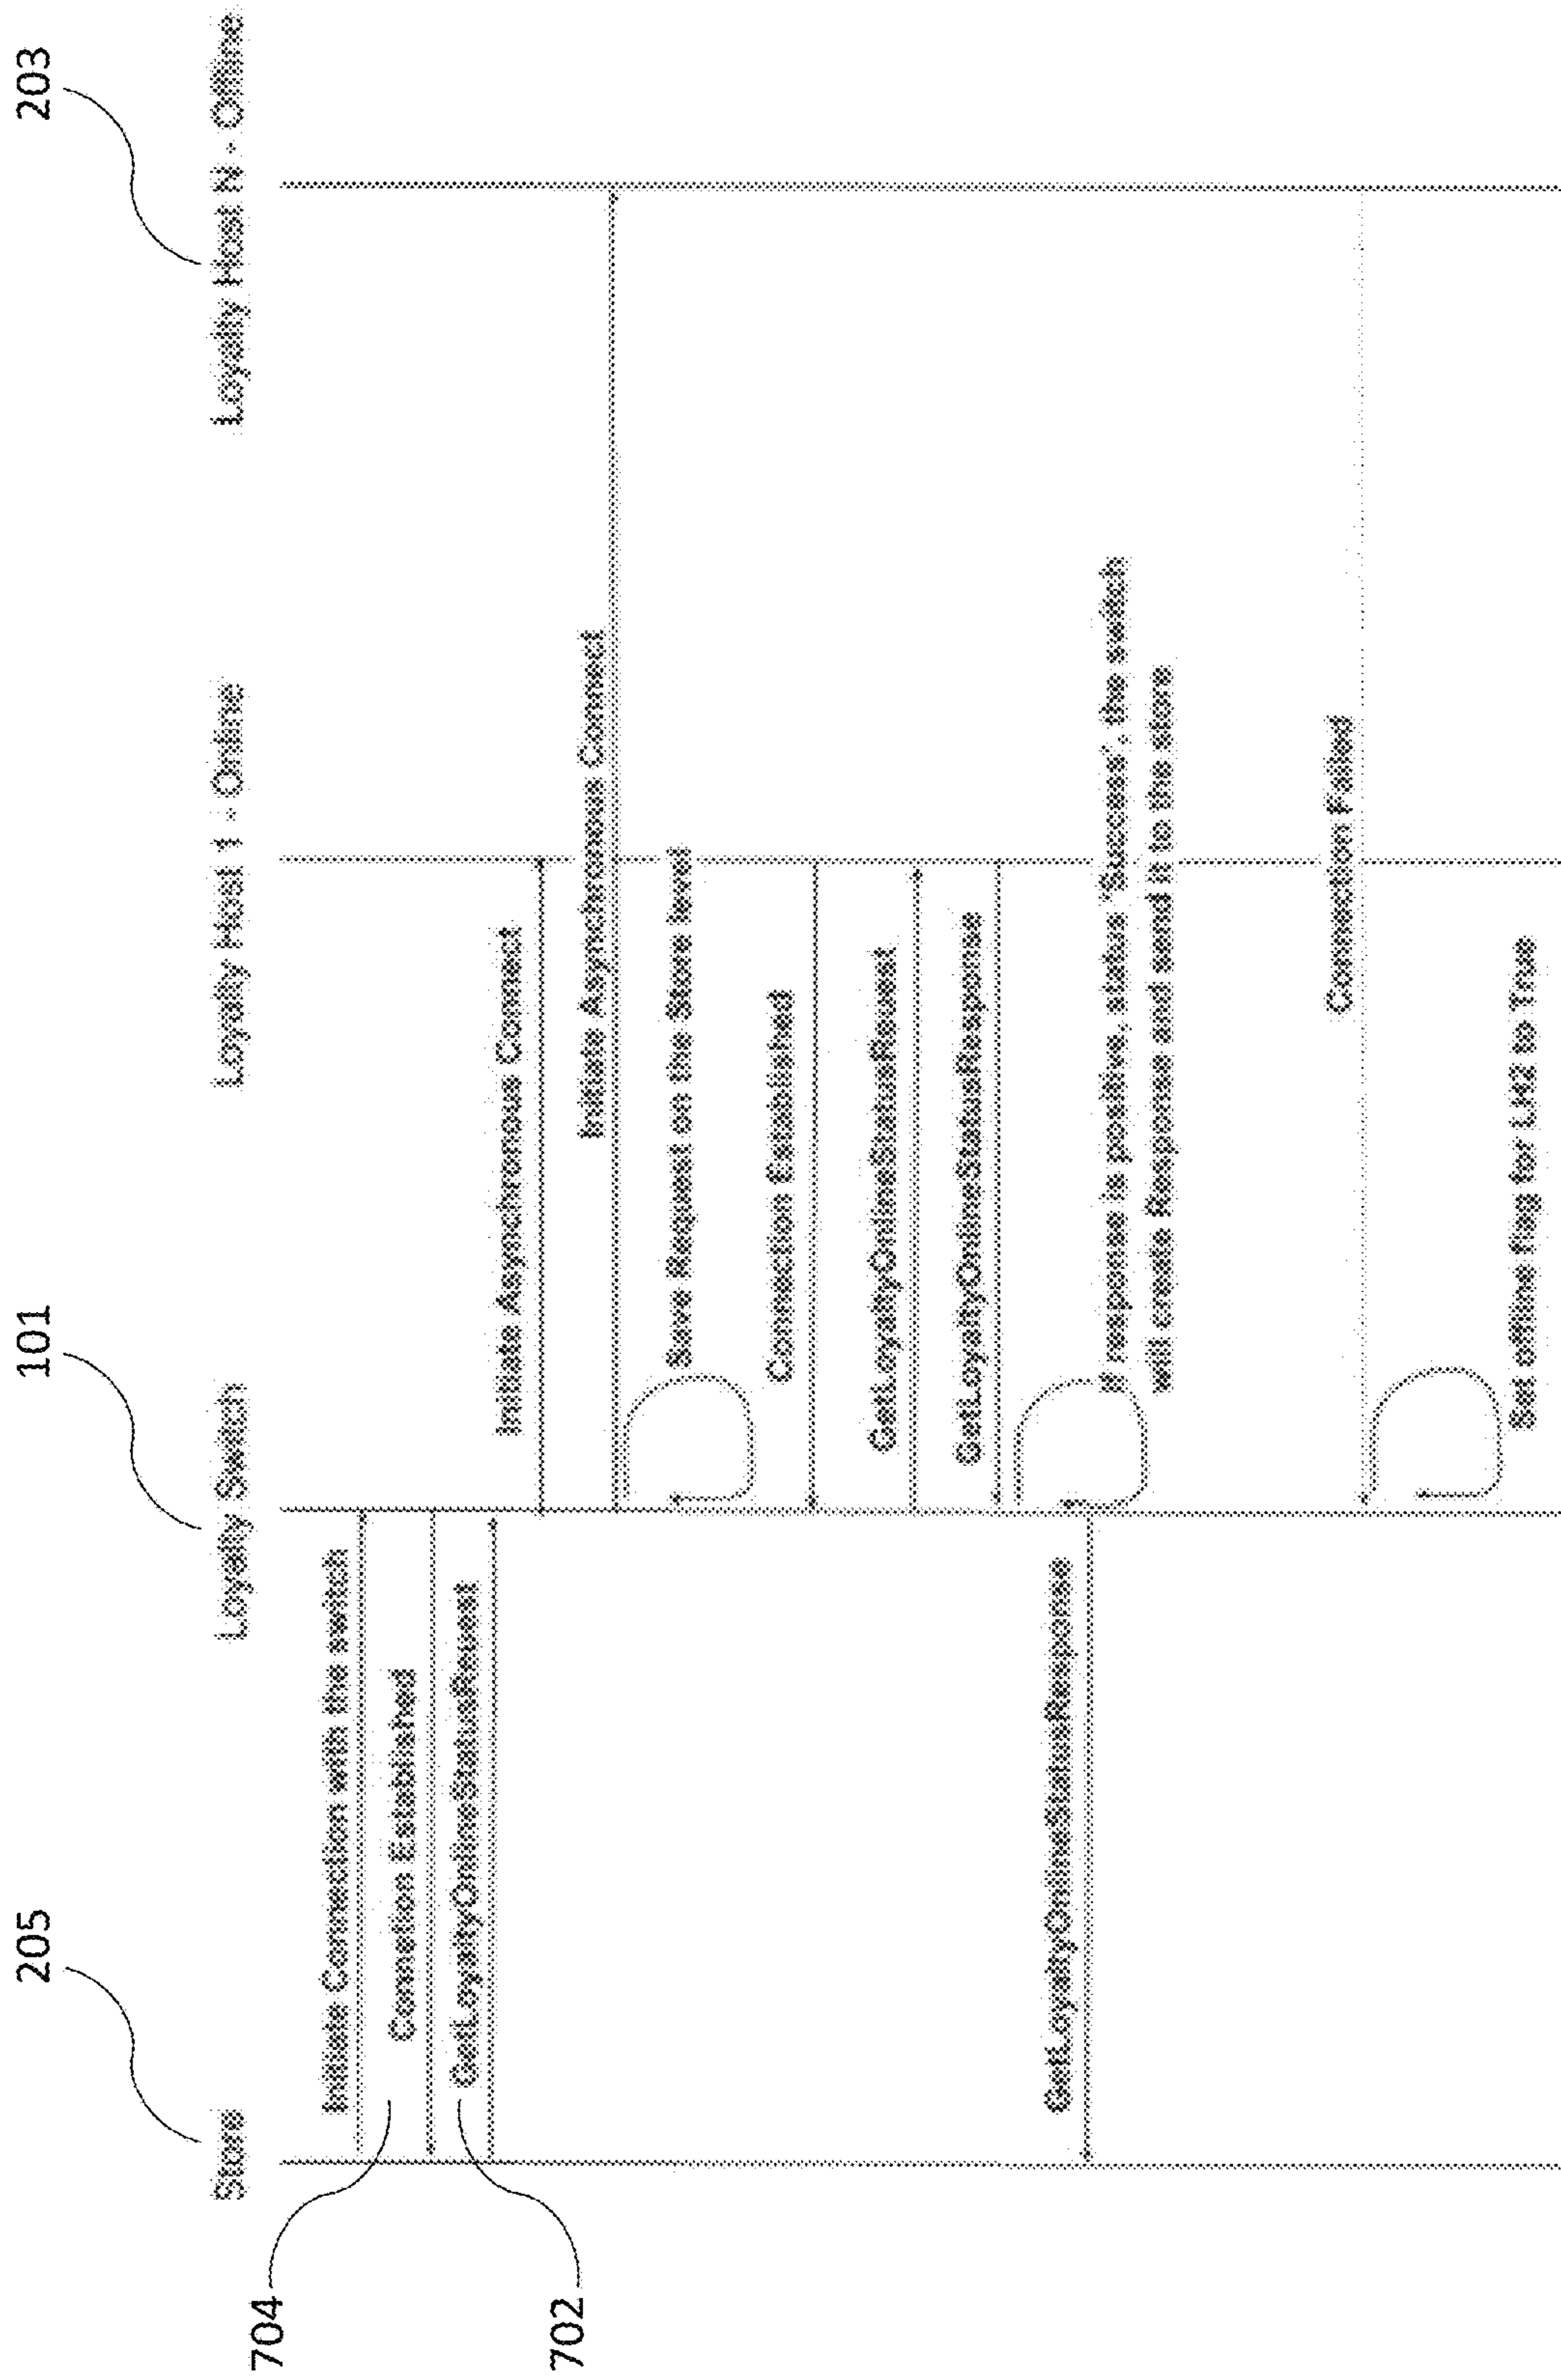 205
101
203
Store
Loyalty Switch
Loyalty Host 1 - Online
Loyalty Host N - Offline
704
Initiate Connection with the switch
Connetion Established
702
GetLoyaltyOnlineStatusReuest
Initiate Asynchronous Connect
Initiate Asynchronous Connect
Save Request on the Store level
Connection Established
GetLoyaltyOnlineStatusReuest
GetLoyaltyOnlineStatusResponse
GetLoyaltyOnlineStatusResponse
If response is positive, status 'Success', the switch
will create Response and send it to the store
Connection Failed
Set offline flag for LH2 to True